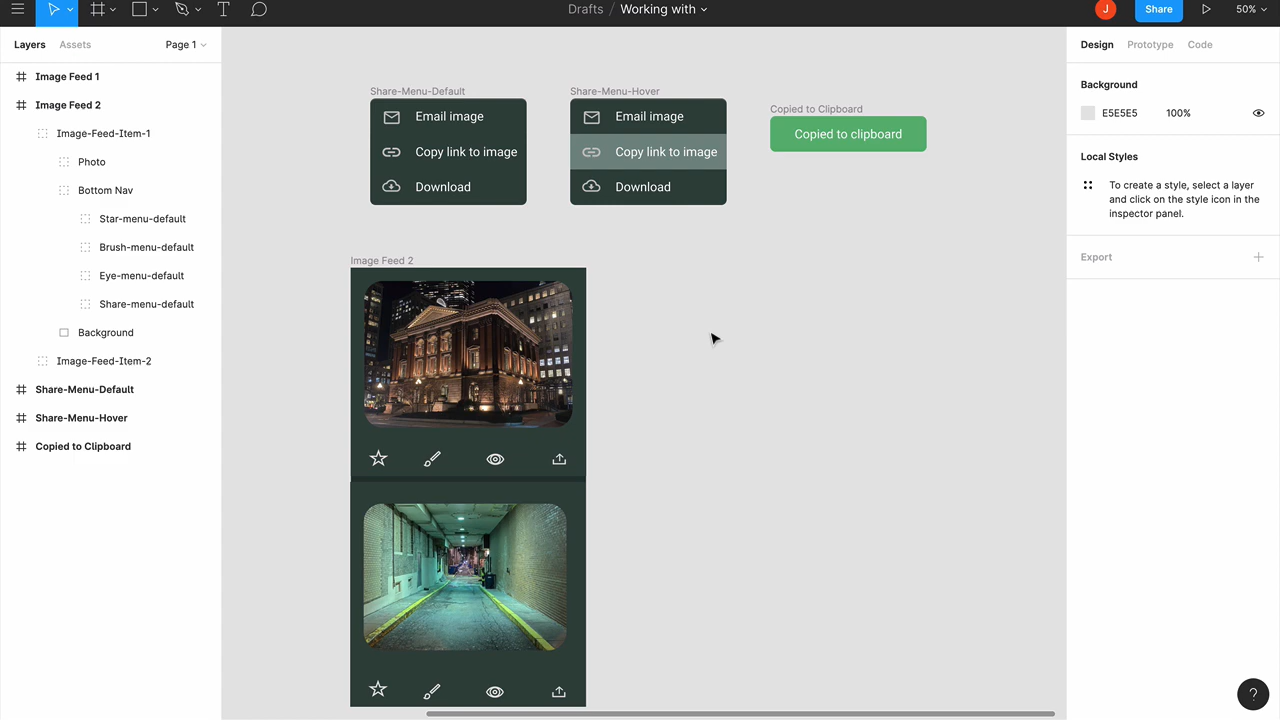 Drafts / Working with
J
Share
50%
Layers
Assets
Page 1
Image Feed 1
Image Feed 2
Image-Feed-Item-1
Photo
Bottom Nav
Star-menu-default
Brush-menu-default
Eye-menu-default
Share-menu-default
Background
Image-Feed-Item-2
Share-Menu-Default
Share-Menu-Hover
Copied to Clipboard
Share-Menu-Default
Email image
Copy link to image
Download
Share-Menu-Hover
Email image
Copy link to image
Download
Copied to Clipboard
Copied to clipboard
Image Feed 2
Design
Prototype
Code
Background
E5E5E5
100%
Local Styles
To create a style, select a layer
and click on the style icon in the
inspector panel.
Export
?